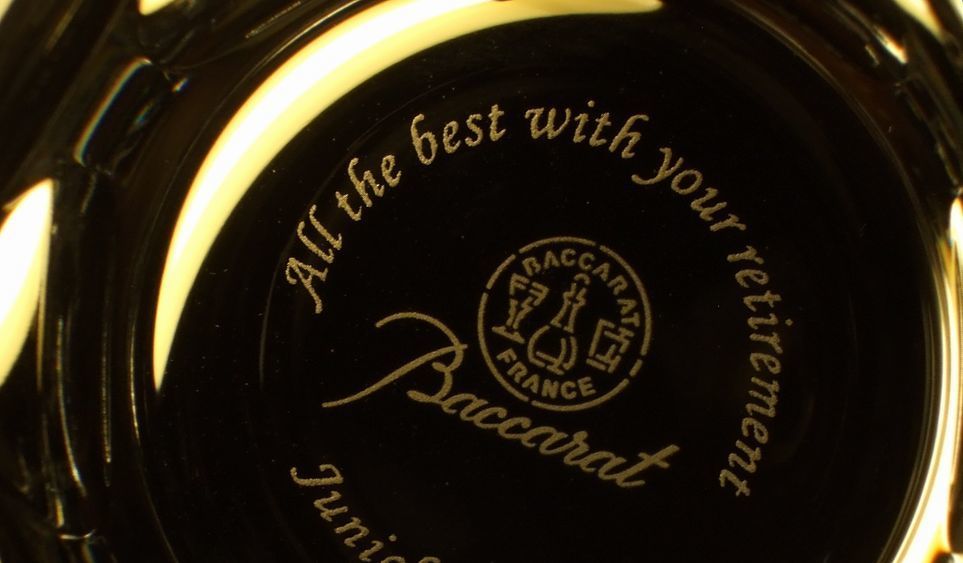 All the best with your retirement
BACCARAT
FRANCE
Baccarat